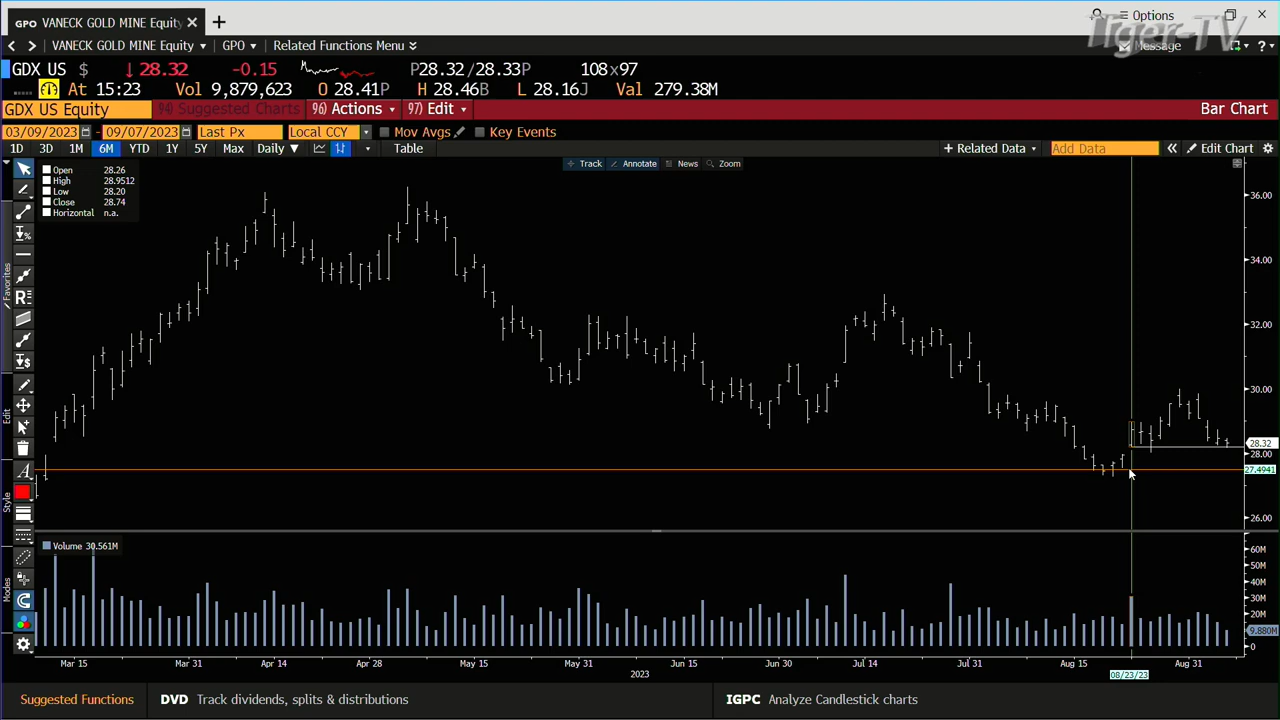 GPO VANECK GOLD MINE Equity
Options
Tiger-TV
VANECK GOLD MINE Equity GPO Related Functions Menu
Message
GDX US $ 28.32 -0.15 P28.32/28.33P 108x97
At 15:23 Vol 9,879,623 O 28.41P H 28.46B L 28.16J Val 279.38M
GDX US Equity 94) Suggested Charts 96) Actions 97) Edit Bar Chart
03/09/2023 - 09/07/2023 Last Px Local CCY Mov Avgs Key Events
1D 3D 1M 6M YTD 1Y 5Y Max Daily Table + Related Data Add Data Edit Chart
Track Annotate News Zoom
Open 28.26
High 28.9512
Low 28.20
Close 28.74
Horizontal n.a.
36.00
34.00
32.00
30.00
28.32
28.00
27.4941
26.00
Favorites
Edit
Style
Modes
Volume 30.561M
60M
50M
40M
30M
20M
9.880M
0
Mar 15 Mar 31 Apr 14 Apr 28 May 15 May 31 Jun 15 Jun 30 Jul 14 Jul 31 Aug 15 Aug 31
2023
08/23/23
Suggested Functions DVD Track dividends, splits & distributions IGPC Analyze Candlestick charts